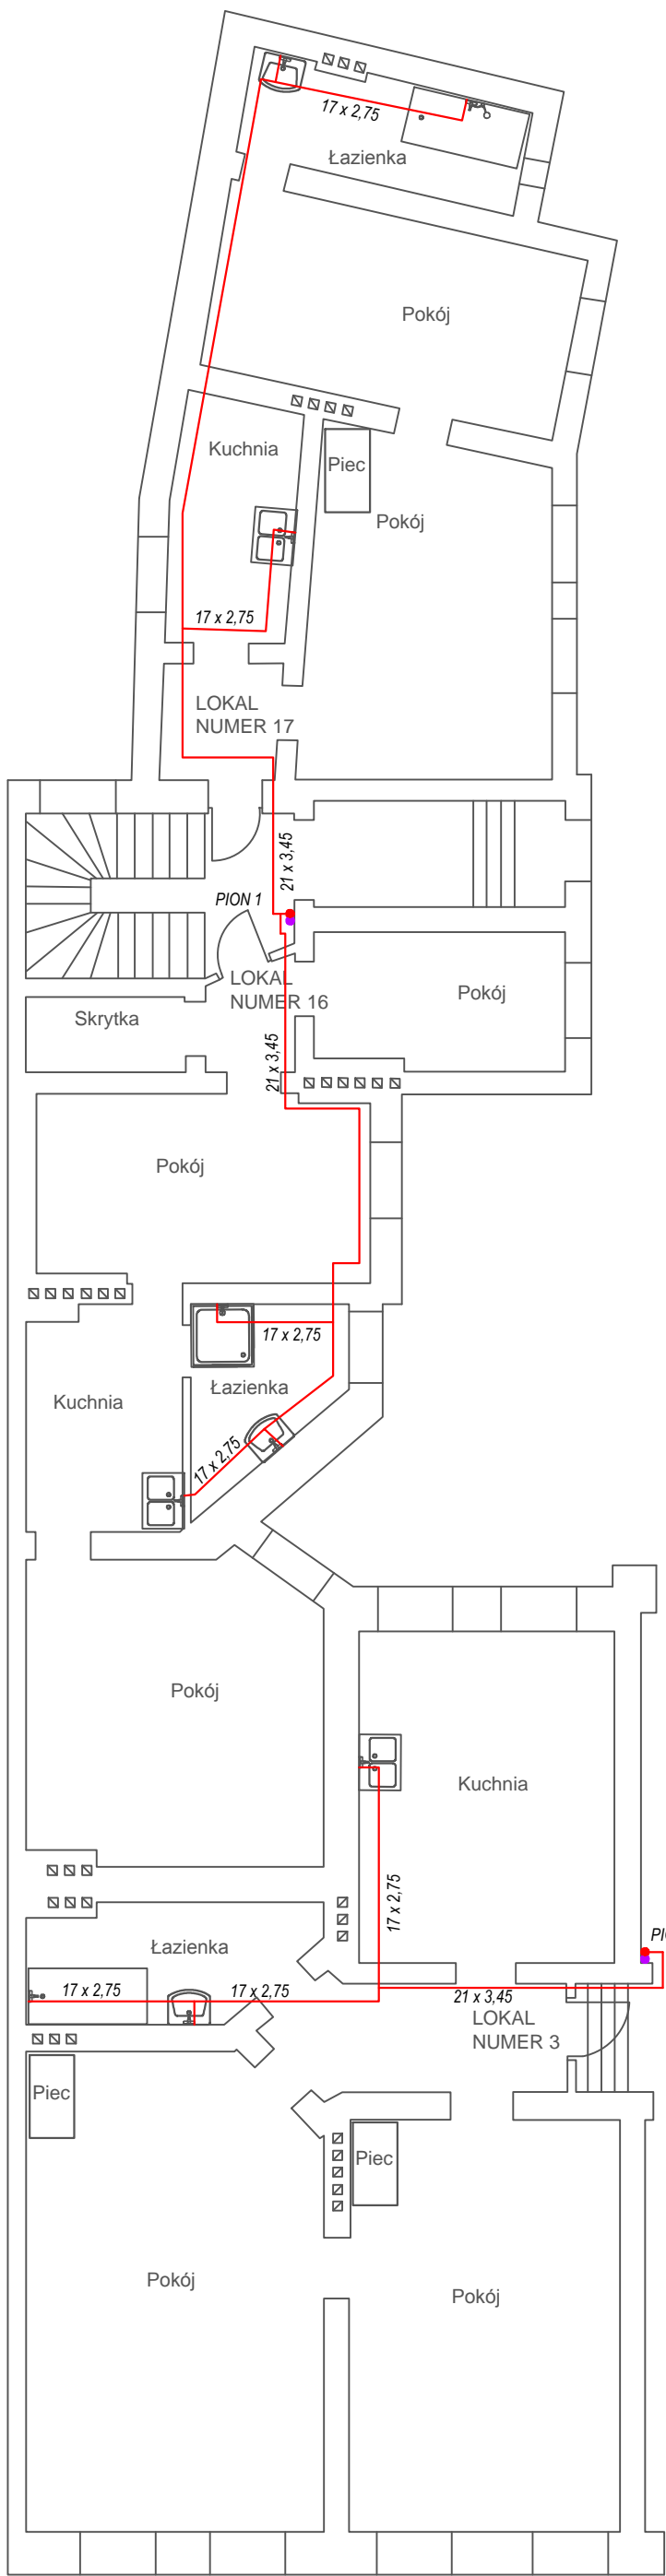 17 x 2,75
Łazienka
Pokój
Kuchnia
Piec
Pokój
17 x 2,75
LOKAL
NUMER 17
21 x 3,45
PION 1
LOKAL
NUMER 16
Pokój
Skrytka
21 x 3,45
Pokój
17 x 2,75
Łazienka
Kuchnia
17 x 2,75
Pokój
Kuchnia
17 x 2,75
Łazienka
17 x 2,75
17 x 2,75
21 x 3,45
LOKAL
NUMER 3
Piec
Piec
Pokój
Pokój